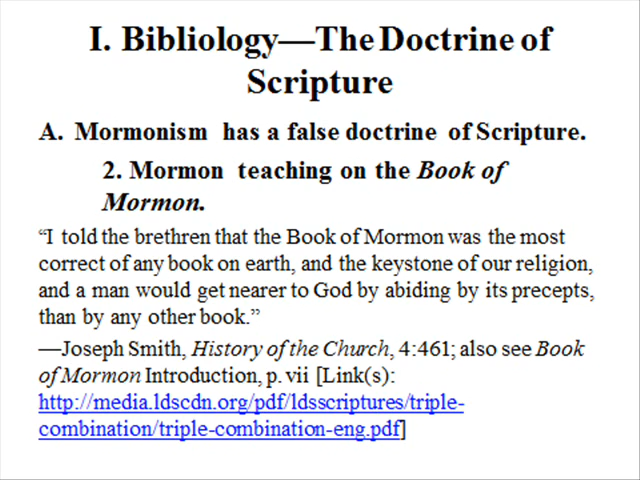 I. Bibliology—The Doctrine of
Scripture
A. Mormonism has a false doctrine of Scripture.
2. Mormon teaching on the Book of
Mormon.
“I told the brethren that the Book of Mormon was the most
correct of any book on earth, and the keystone of our religion,
and a man would get nearer to God by abiding by its precepts,
than by any other book.”
—Joseph Smith, History of the Church, 4:461; also see Book
of Mormon Introduction, p. vii [Link(s):
http://media.ldscdn.org/pdf/ldsscriptures/triple-
combination/triple-combination-eng.pdf]